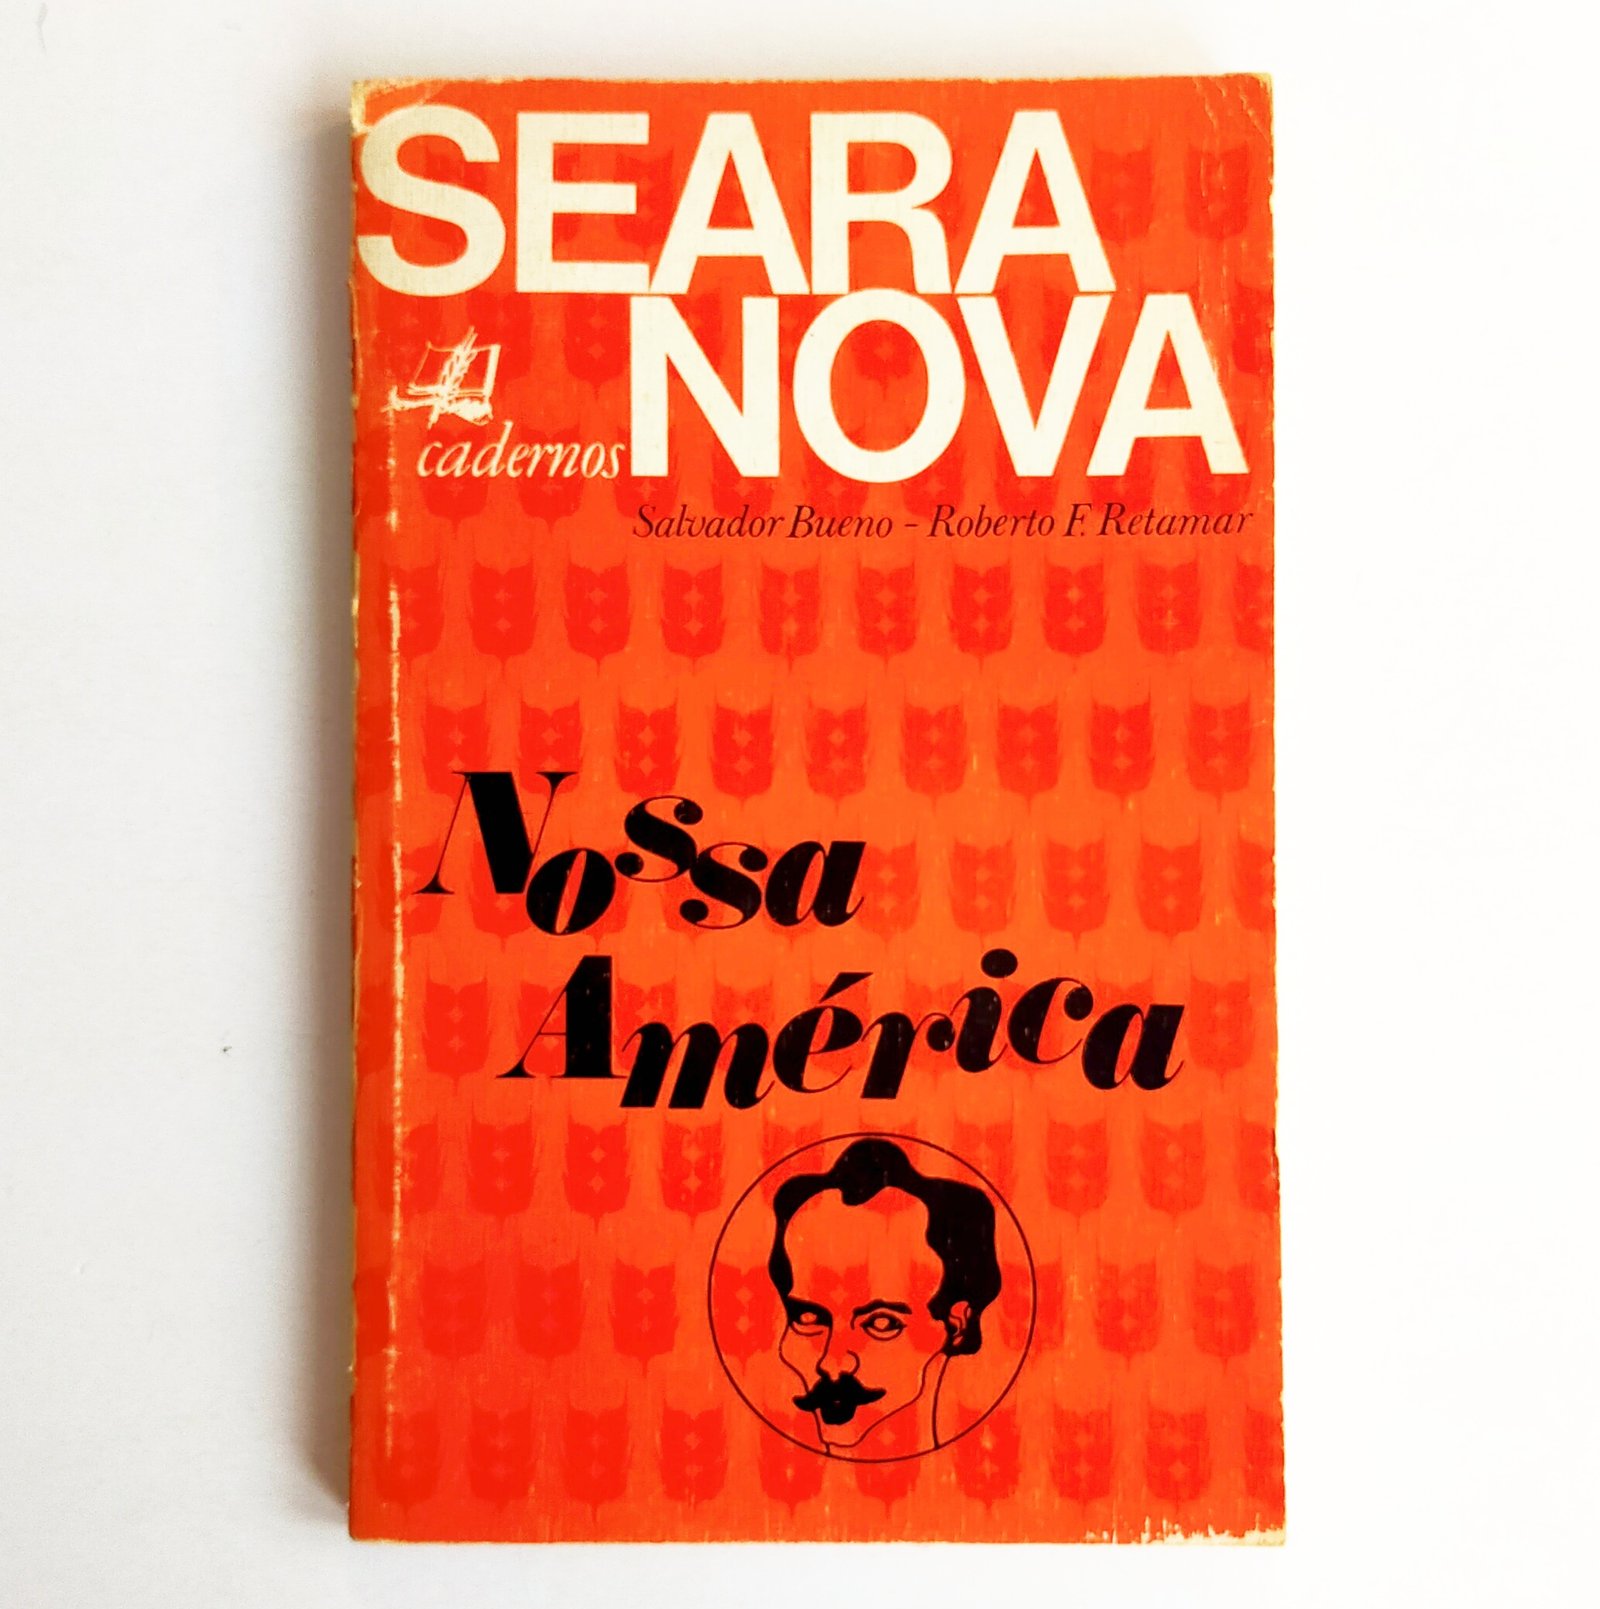 SEARA
NOVA
cadernos
Salvador Bueno - Roberto F. Retamar
Nossa
América